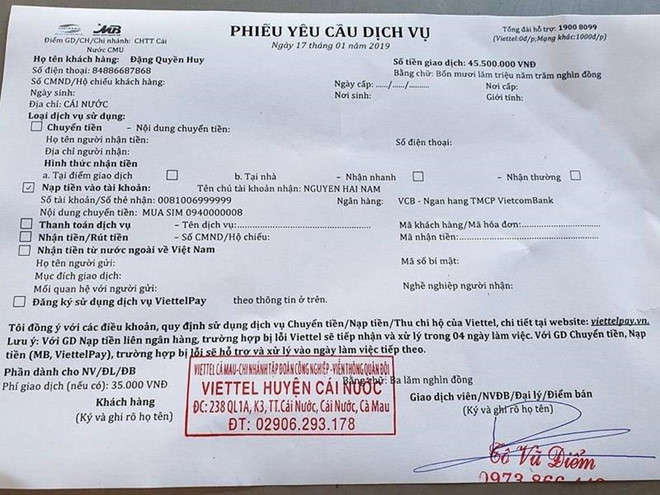 MB
PHIẾU YÊU CẦU DỊCH VỤ
Tổng đài hỗ trợ: 1900 8099
Điểm GD/CH/Chi nhánh: CHTT Cái Nước CMU
Ngày 17 tháng 01 năm 2019
(Viettel:0đ/p;Mạng khác:1000đ/p)
Họ tên khách hàng: Đặng Quyền Huy
Số tiền giao dịch: 45.500.000 VNĐ
Số điện thoại: 84886687868
Bằng chữ: Bốn mươi lăm triệu năm trăm nghìn đồng
Số CMND/Hộ chiếu khách hàng:
Ngày cấp: ..../...../......
Nơi cấp:
Ngày sinh:
Nơi sinh:
Giới tính:
Địa chỉ: CÁI NƯỚC
Loại dịch vụ sử dụng:
Chuyển tiền - Nội dung chuyển tiền:
Họ tên người nhận tiền:
Số điện thoại:
Địa chỉ người nhận:
Hình thức nhận tiền
a. Tại điểm giao dịch
b. Tại nhà
- Nhận nhanh
- Nhận thường
Nạp tiền vào tài khoản:
Tên chủ tài khoản nhận: NGUYEN HAI NAM
Số tài khoản/Số thẻ nhận: 0081006999999
Ngân hàng:
VCB - Ngan hang TMCP VietcomBank
Nội dung chuyển tiền: MUA SIM 0940000008
Thanh toán dịch vụ
- Tên dịch vụ:
Mã khách hàng/Mã hóa đơn:
Nhận tiền/Rút tiền
- Số CMND/Hộ chiếu:
Mã nhận tiền:
Nhận tiền từ nước ngoài về Việt Nam
Họ tên người gửi:
Mã số bí mật:
Mục đích giao dịch:
Nghề nghiệp người nhận:
Mối quan hệ với người gửi:
Đăng ký sử dụng dịch vụ ViettelPay
theo thông tin ở trên.
Tôi đồng ý với các điều khoản, quy định sử dụng dịch vụ Chuyển tiền/Nạp tiền/Thu chi hộ của Viettel, chi tiết tại website: viettelpay.vn.
Lưu ý: Với GD Nạp tiền liên ngân hàng, trường hợp bị lỗi Viettel sẽ tiếp nhận và xử lý trong 04 ngày làm việc. Với GD Chuyển tiền, Nạp
tiền (MB, ViettelPay), trường hợp bị lỗi sẽ hỗ trợ và xử lý vào ngày làm việc tiếp theo.
Phần dành cho NV/ĐL/ĐB
Phí giao dịch (nếu có): 35.000 VNĐ
Bằng chữ: Ba lăm nghìn đồng
Khách hàng
(Ký và ghi rõ họ tên)
VIETTEL CÀ MAU-CHI NHÁNH TẬP ĐOÀN CÔNG NGHIỆP-VIỄN THÔNG QUÂN ĐỘI
VIETTEL HUYỆN CÁI NƯỚC
ĐC: 238 QL1A, K3, TT.Cái Nước, Cái Nước, Cà Mau
ĐT: 02906.293.178
Giao dịch viên/NVĐB/Đại lý/Điểm bán
(Ký và ghi rõ họ tên)
Tô Vũ Điểm